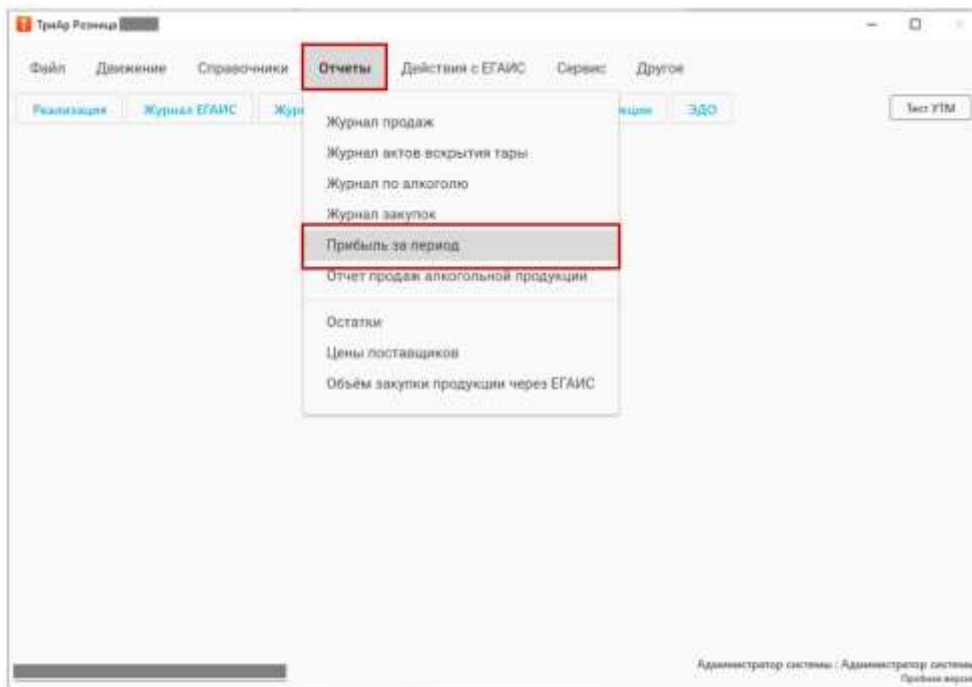 ТриАр Розница
Файл Движение Справочники Отчеты Действия с ЕГАИС Сервис Другое
Реализация Журнал ЕГАИС ЭДО Тест УТМ
Журнал продаж
Журнал актов вскрытия тары
Журнал по алкоголю
Журнал закупок
Прибыль за период
Отчет продаж алкогольной продукции
Остатки
Цены поставщиков
Объём закупки продукции через ЕГАИС
Администратор системы : Администратор системы
Пробная версия